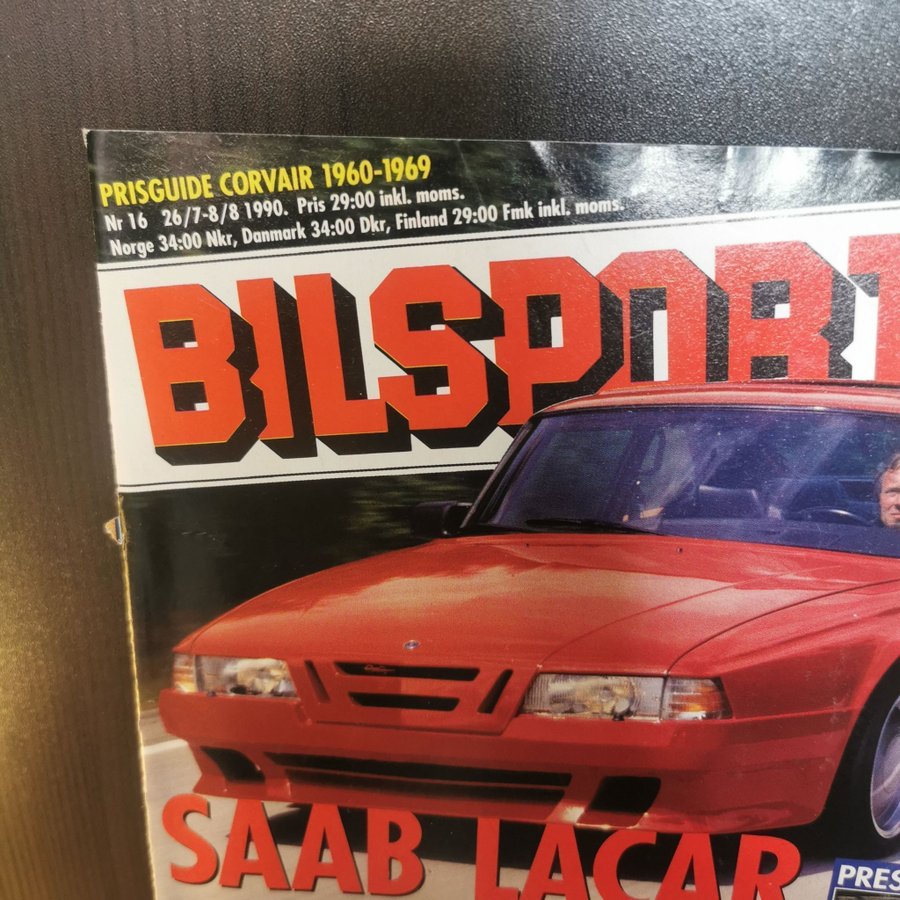 PRISGUIDE CORVAIR 1960-1969
Nr 16 26/7-8/8 1990. Pris 29:00 inkl. moms.
Norge 34:00 Nkr, Danmark 34:00 Dkr, Finland 29:00 Fmk inkl. moms.
BILSPORT
SAAB LACAR
PRES